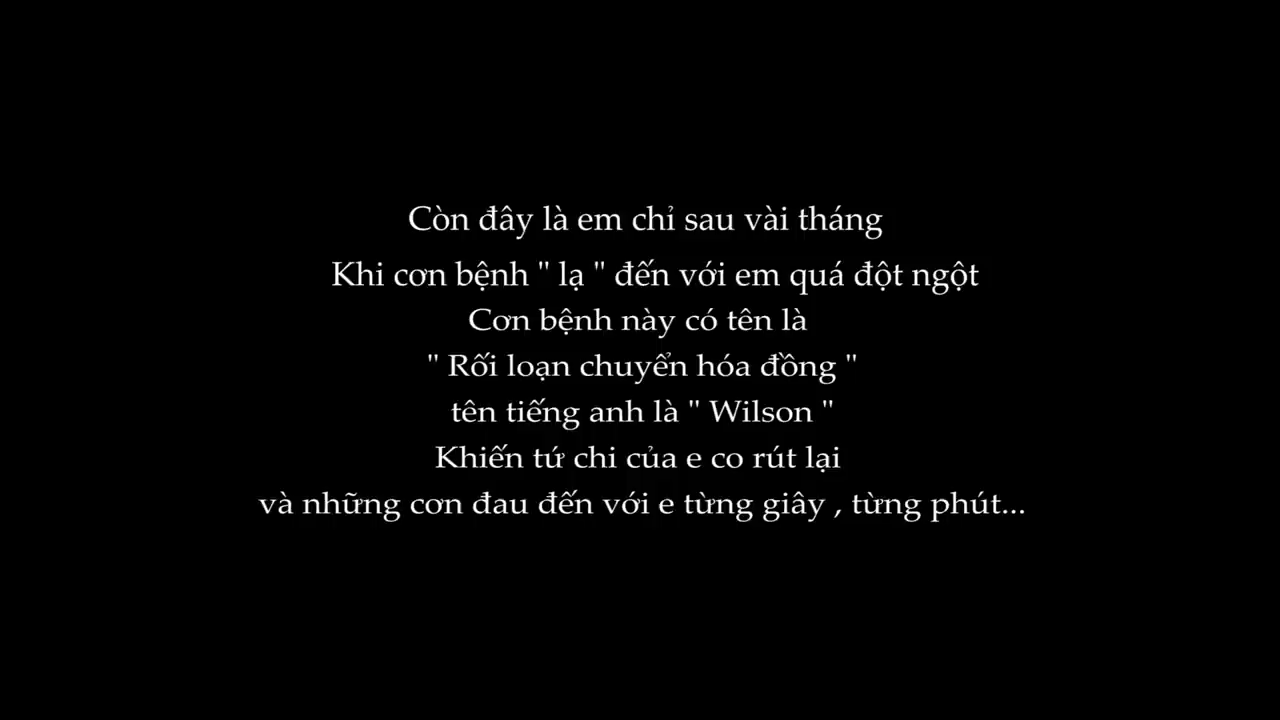 Còn đây là em chỉ sau vài tháng
Khi cơn bệnh " lạ " đến với em quá đột ngột
Cơn bệnh này có tên là
" Rối loạn chuyển hóa đồng "
tên tiếng anh là " Wilson "
Khiến tứ chi của e co rút lại
và những cơn đau đến với e từng giây , từng phút...